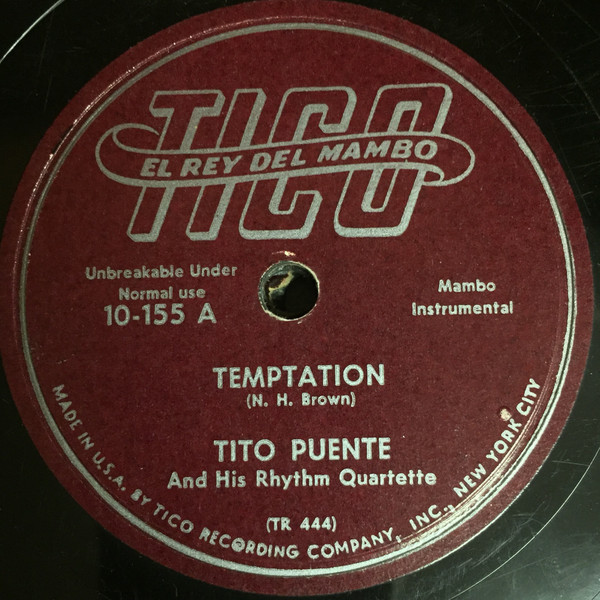 TICO
EL REY DEL MAMBO
Unbreakable Under
Normal use
10-155 A
Mambo
Instrumental
TEMPTATION
(N. H. Brown)
TITO PUENTE
And His Rhythm Quartette
(TR 444)
MADE IN U.S.A. BY TICO RECORDING COMPANY, INC., NEW YORK CITY